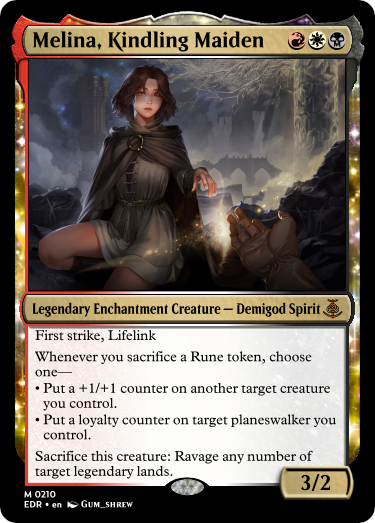 Melina, Kindling Maiden
Legendary Enchantment Creature — Demigod Spirit
First strike, Lifelink
Whenever you sacrifice a Rune token, choose
one—
• Put a +1/+1 counter on another target creature
you control.
• Put a loyalty counter on target planeswalker you
control.
Sacrifice this creature: Ravage any number of
target legendary lands.
3/2
M 0210
EDR • en Gum_shrew